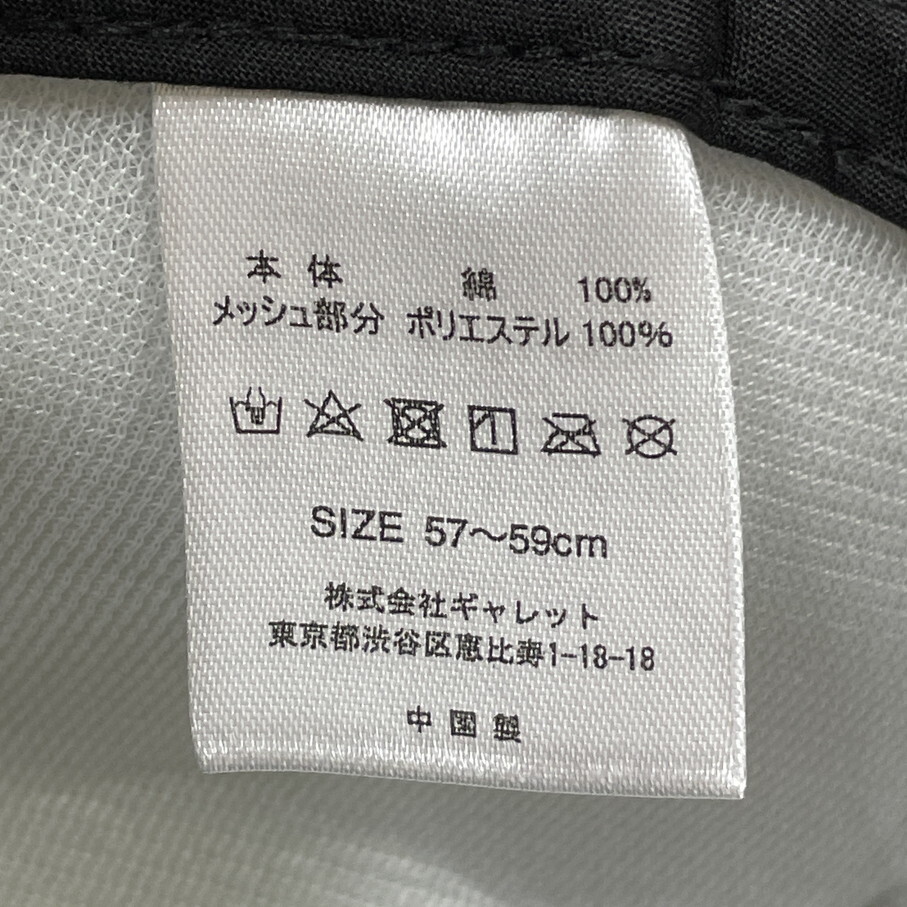 本体 綿 100%
メッシュ部分 ポリエステル 100%
SIZE 57〜59cm
株式会社ギャレット
東京都渋谷区恵比寿1-18-18
中国製